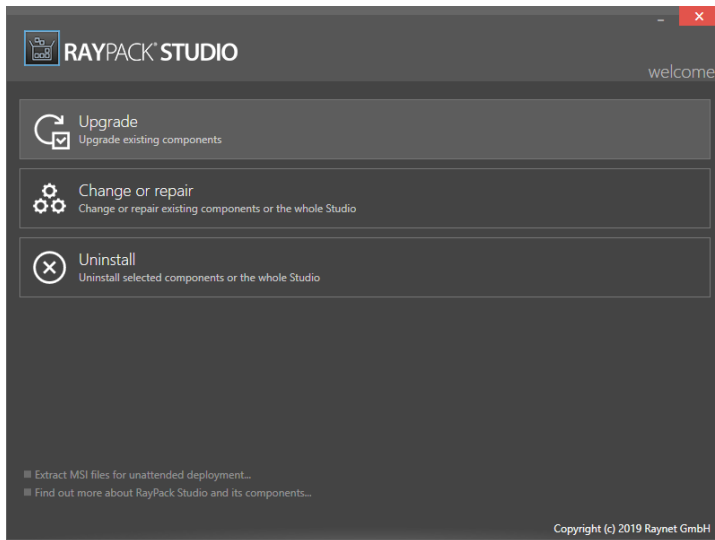 RAYPACK® STUDIO
welcome
Upgrade
Upgrade existing components
Change or repair
Change or repair existing components or the whole Studio
Uninstall
Uninstall selected components or the whole Studio
Extract MSI files for unattended deployment...
Find out more about RayPack Studio and its components...
Copyright (c) 2019 Raynet GmbH